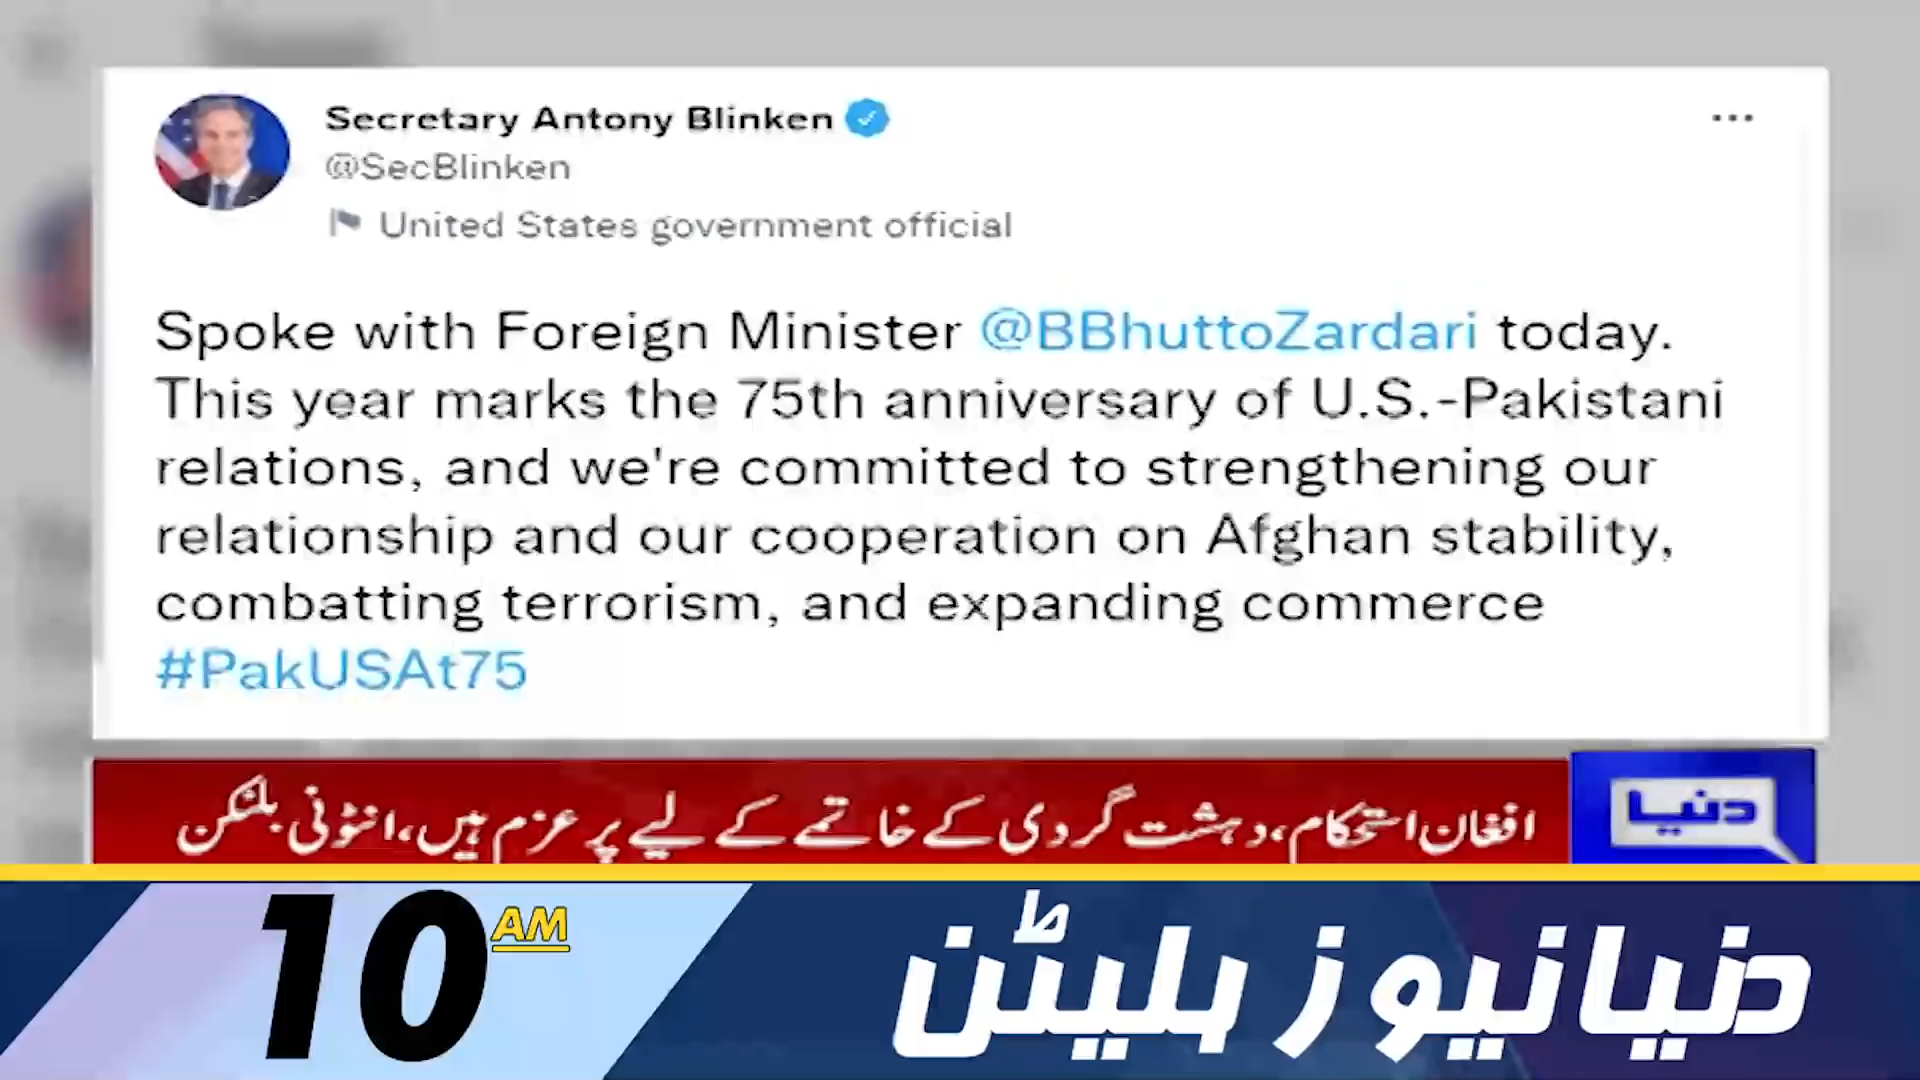 Secretary Antony Blinken
@SecBlinken
United States government official
Spoke with Foreign Minister @BBhuttoZardari today.
This year marks the 75th anniversary of U.S.-Pakistani
relations, and we're committed to strengthening our
relationship and our cooperation on Afghan stability,
combatting terrorism, and expanding commerce
#PakUSAt75
افغان استحکام، دہشت گردی کے خاتمے کے لیے پر عزم ہیں، انٹونی بلنکن
دنیا
10 AM
دنیا نیوز بلیٹن